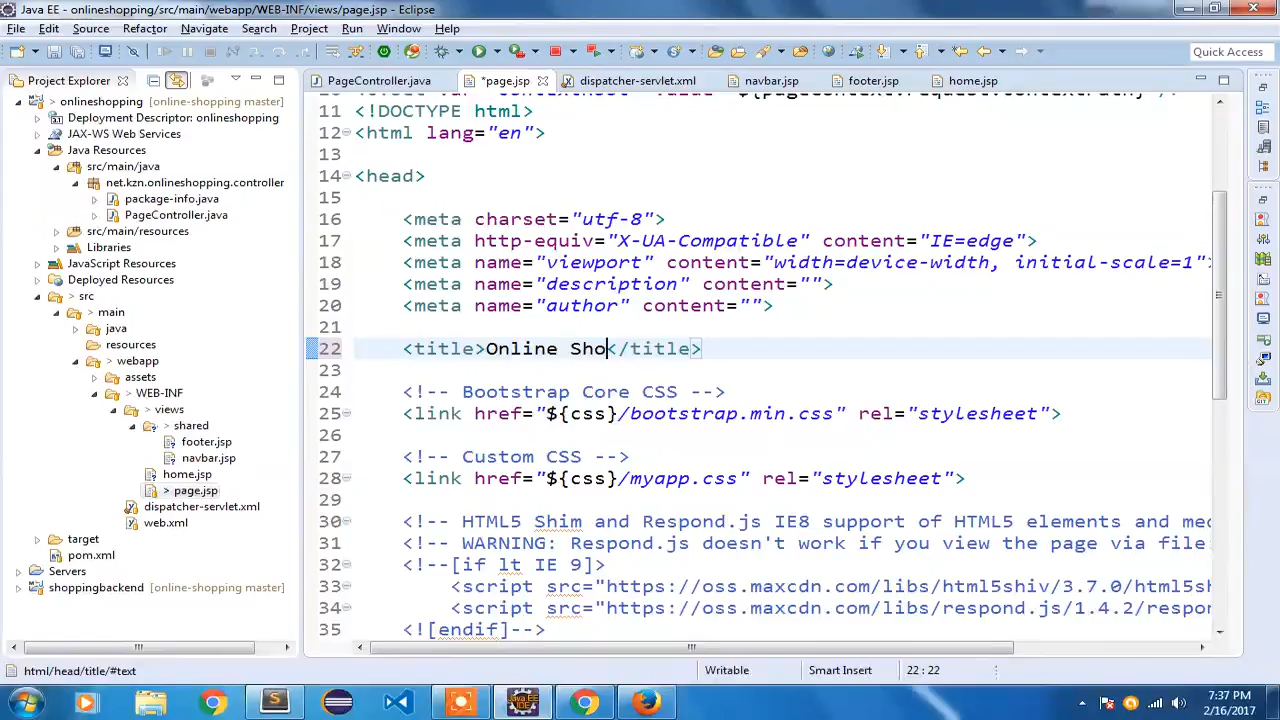 Java EE - onlineshopping/src/main/webapp/WEB-INF/views/page.jsp - Eclipse
File Edit Source Refactor Navigate Search Project Run Window Help
Quick Access
Project Explorer
PageController.java *page.jsp dispatcher-servlet.xml navbar.jsp footer.jsp home.jsp
onlineshopping [online-shopping master]
Deployment Descriptor: onlineshopping
JAX-WS Web Services
Java Resources
src/main/java
net.kzn.onlineshopping.controller
package-info.java
PageController.java
src/main/resources
Libraries
JavaScript Resources
Deployed Resources
> src
> main
> java
resources
> webapp
assets
> WEB-INF
> views
> shared
footer.jsp
navbar.jsp
home.jsp
> page.jsp
dispatcher-servlet.xml
web.xml
target
pom.xml
Servers
shoppingbackend [online-shopping master]
11 <!DOCTYPE html>
12 <html lang="en">
13
14 <head>
15
16 <meta charset="utf-8">
17 <meta http-equiv="X-UA-Compatible" content="IE=edge">
18 <meta name="viewport" content="width=device-width, initial-scale=1">
19 <meta name="description" content="">
20 <meta name="author" content="">
21
22 <title>Online Sho</title>
23
24 <!-- Bootstrap Core CSS -->
25 <link href="${css}/bootstrap.min.css" rel="stylesheet">
26
27 <!-- Custom CSS -->
28 <link href="${css}/myapp.css" rel="stylesheet">
29
30 <!-- HTML5 Shim and Respond.js IE8 support of HTML5 elements and med
31 <!-- WARNING: Respond.js doesn't work if you view the page via file:
32 <!--[if lt IE 9]>
33 <script src="https://oss.maxcdn.com/libs/html5shiv/3.7.0/html5sh
34 <script src="https://oss.maxcdn.com/libs/respond.js/1.4.2/respon
35 <![endif]-->
html/head/title/#text Writable Smart Insert 22 : 22
7:37 PM
2/16/2017